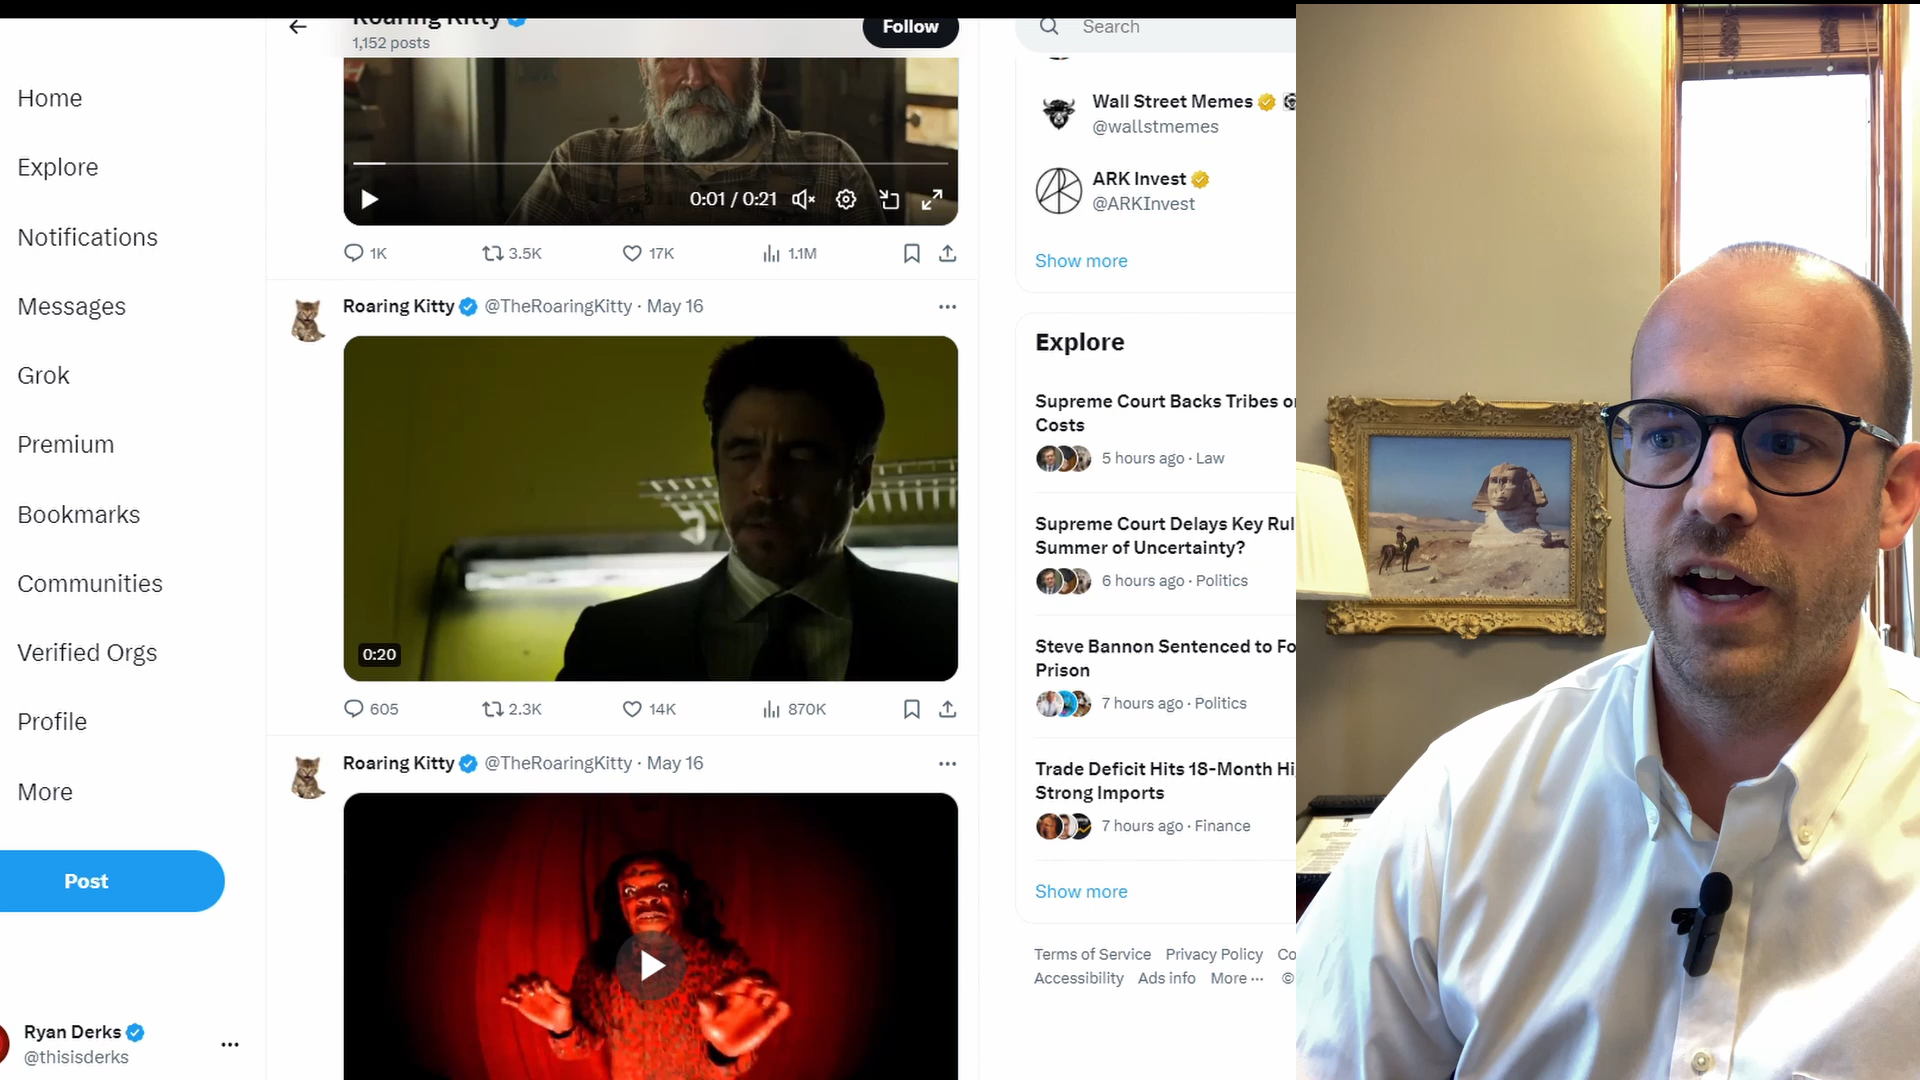 Roaring Kitty
1,152 posts
Follow
Search
Home
Explore
Notifications
Messages
Grok
Premium
Bookmarks
Communities
Verified Orgs
Profile
More
Post
Ryan Derks
@thisisderks
0:01 / 0:21
1K
3.5K
17K
1.1M
Roaring Kitty @TheRoaringKitty · May 16
0:20
605
2.3K
14K
870K
Roaring Kitty @TheRoaringKitty · May 16
Wall Street Memes
@wallstmemes
ARK Invest
@ARKInvest
Show more
Explore
Supreme Court Backs Tribes
Costs
5 hours ago · Law
Supreme Court Delays Key
Summer of Uncertainty?
6 hours ago · Politics
Steve Bannon Sentenced to
Prison
7 hours ago · Politics
Trade Deficit Hits 18-Month
Strong Imports
7 hours ago · Finance
Show more
Terms of Service Privacy Policy
Accessibility Ads info More ··· ©